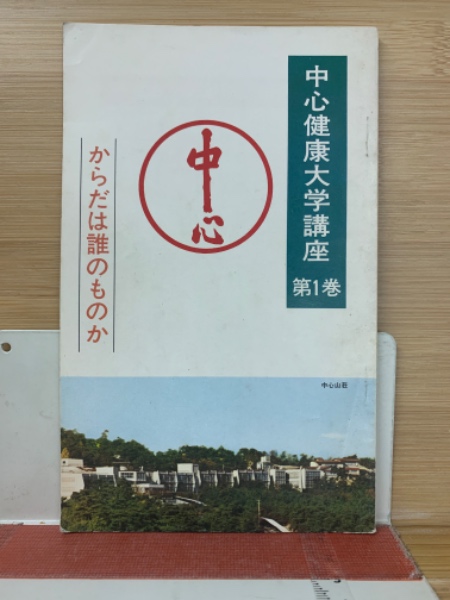 中心健康大学講座
第1巻
中心
からだは誰のものか
中心山荘